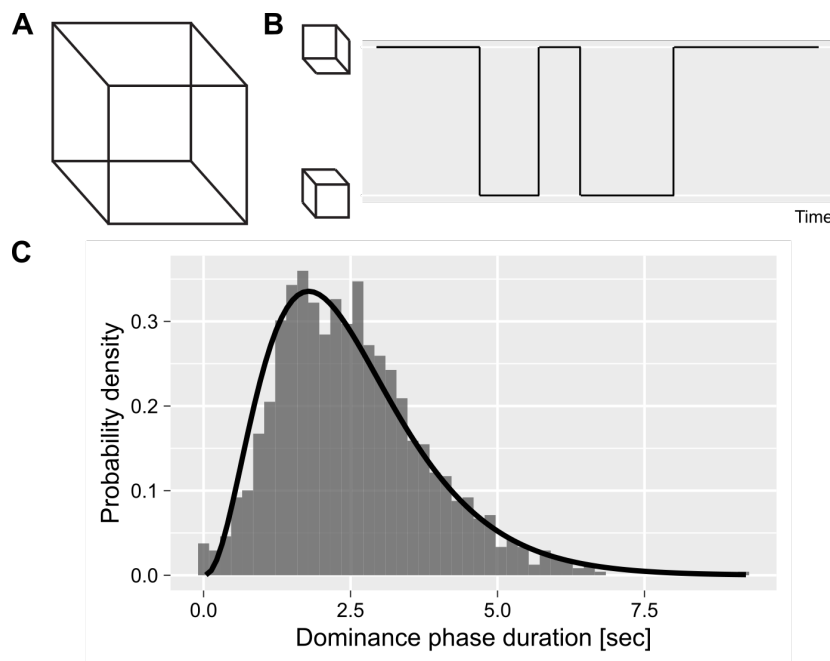 A
B
Time
C
Probability density
0.3
0.2
0.1
0.0
0.0 2.5 5.0 7.5
Dominance phase duration [sec]